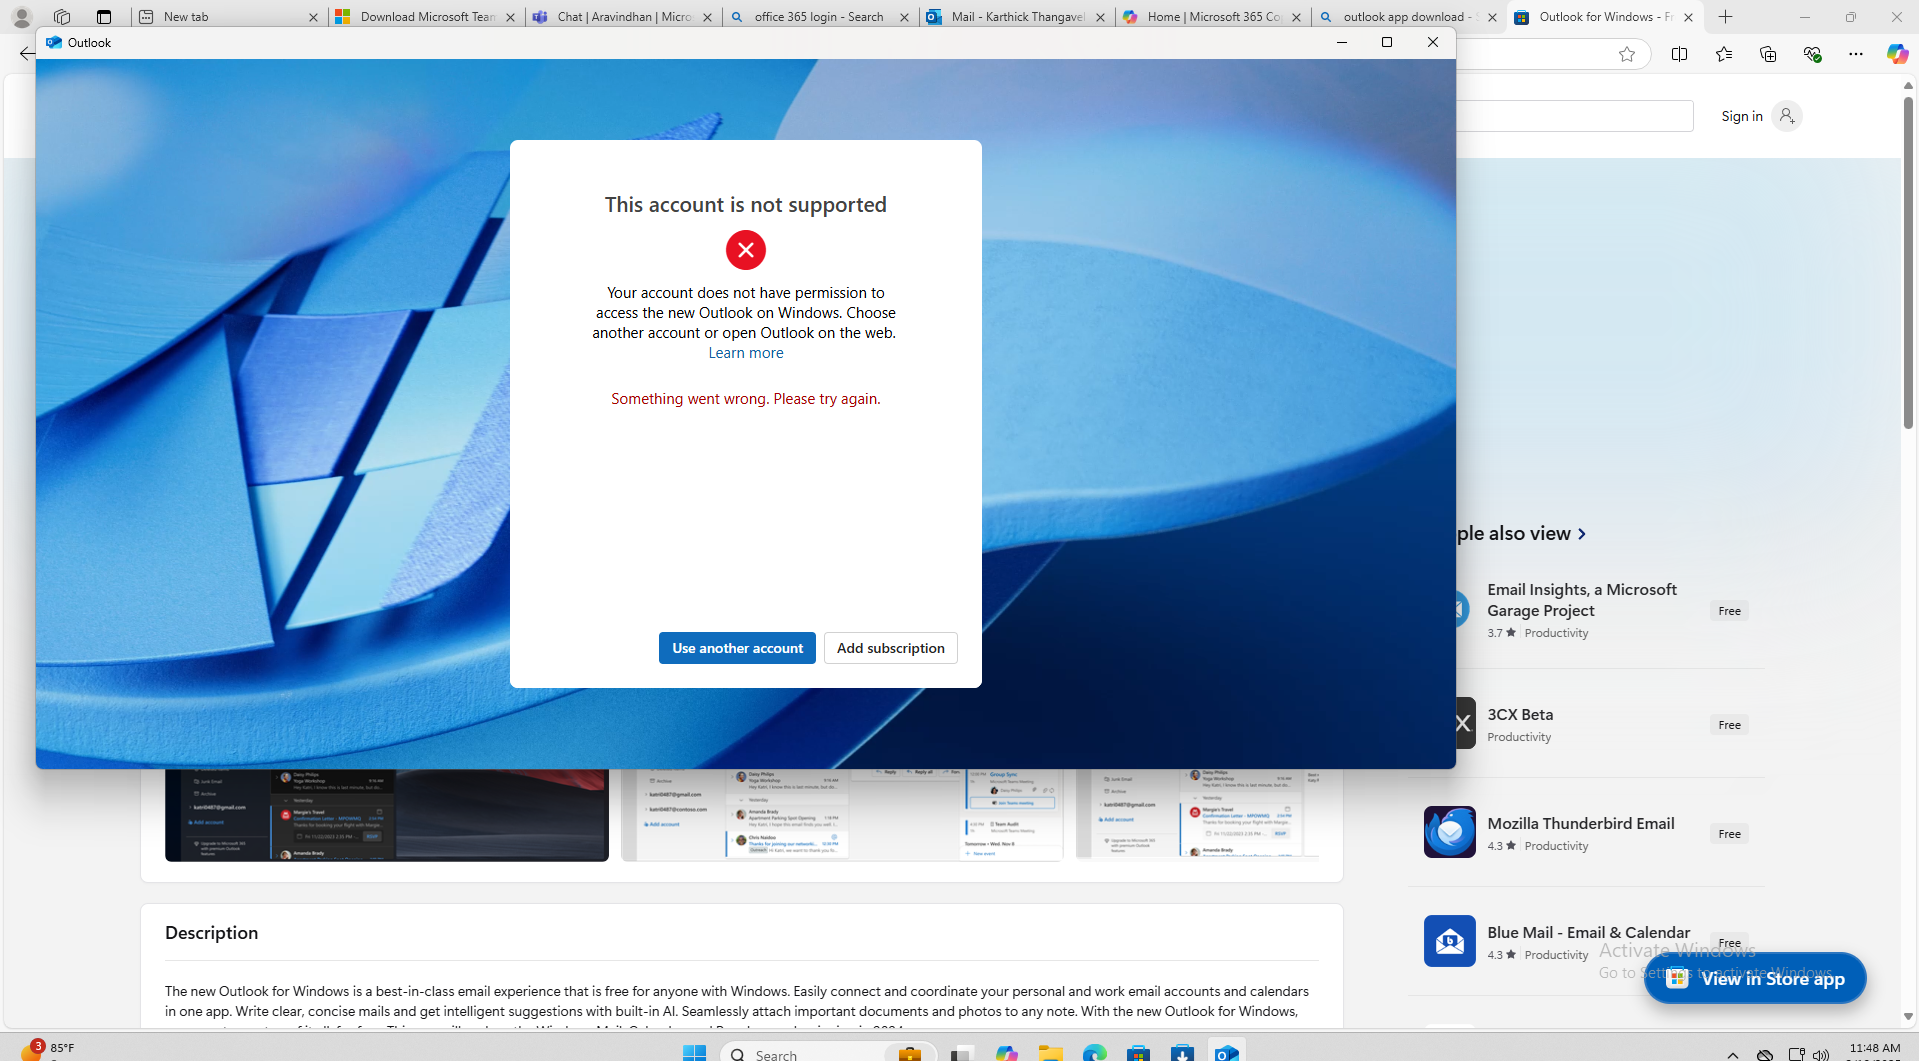 New tab
Download Microsoft Team
Chat | Aravindhan | Micro
office 365 login - Search
Mail - Karthick Thangavel
Home | Microsoft 365 Co
outlook app download -
Outlook for Windows - Fr
Outlook
Sign in
This account is not supported
Your account does not have permission to
access the new Outlook on Windows. Choose
another account or open Outlook on the web.
Learn more
Something went wrong. Please try again.
Use another account
Add subscription
ple also view
Email Insights, a Microsoft
Garage Project
Free
3.7 ★ Productivity
3CX Beta
Free
Productivity
Mozilla Thunderbird Email
Free
4.3 ★ Productivity
Blue Mail - Email & Calendar
Free
4.3 ★ Productivity
Activate Windows
Go to Settings to activate Windows.
View in Store app
Description
The new Outlook for Windows is a best-in-class email experience that is free for anyone with Windows. Easily connect and coordinate your personal and work email accounts and calendars
in one app. Write clear, concise mails and get intelligent suggestions with built-in AI. Seamlessly attach important documents and photos to any note. With the new Outlook for Windows,
3
85°F
Search
11:48 AM